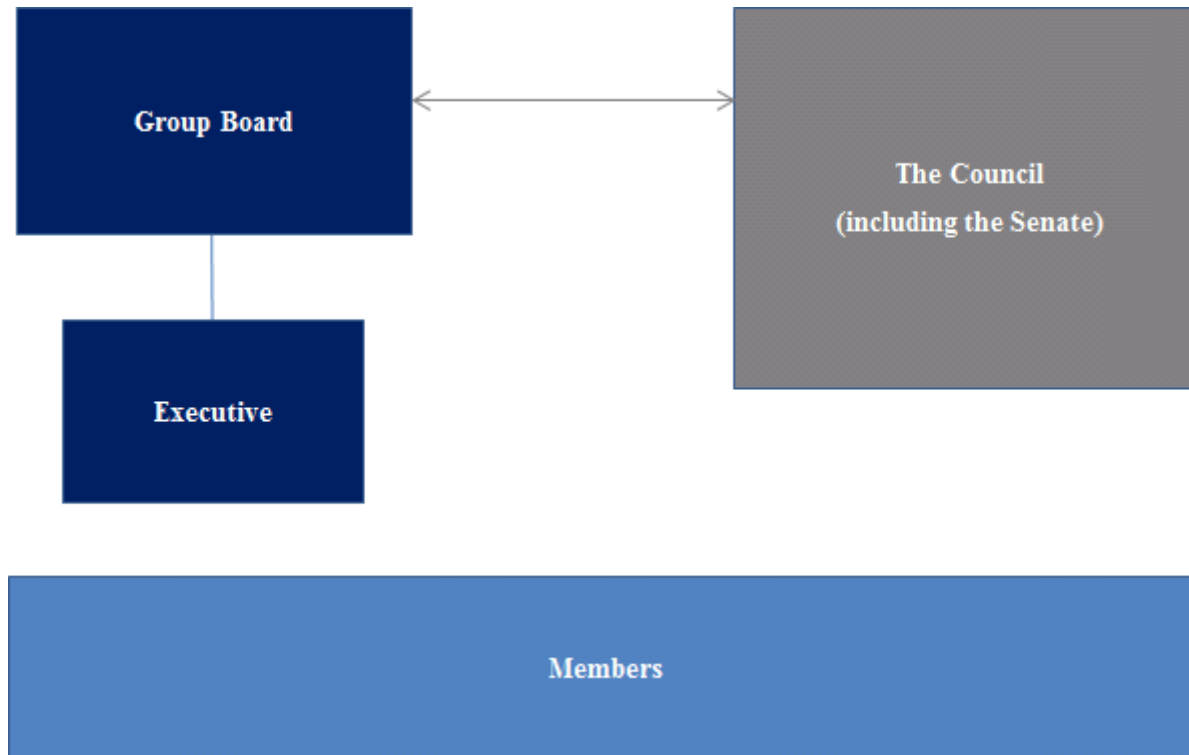 Group Board
The Council
(including the Senate)
Executive
Members